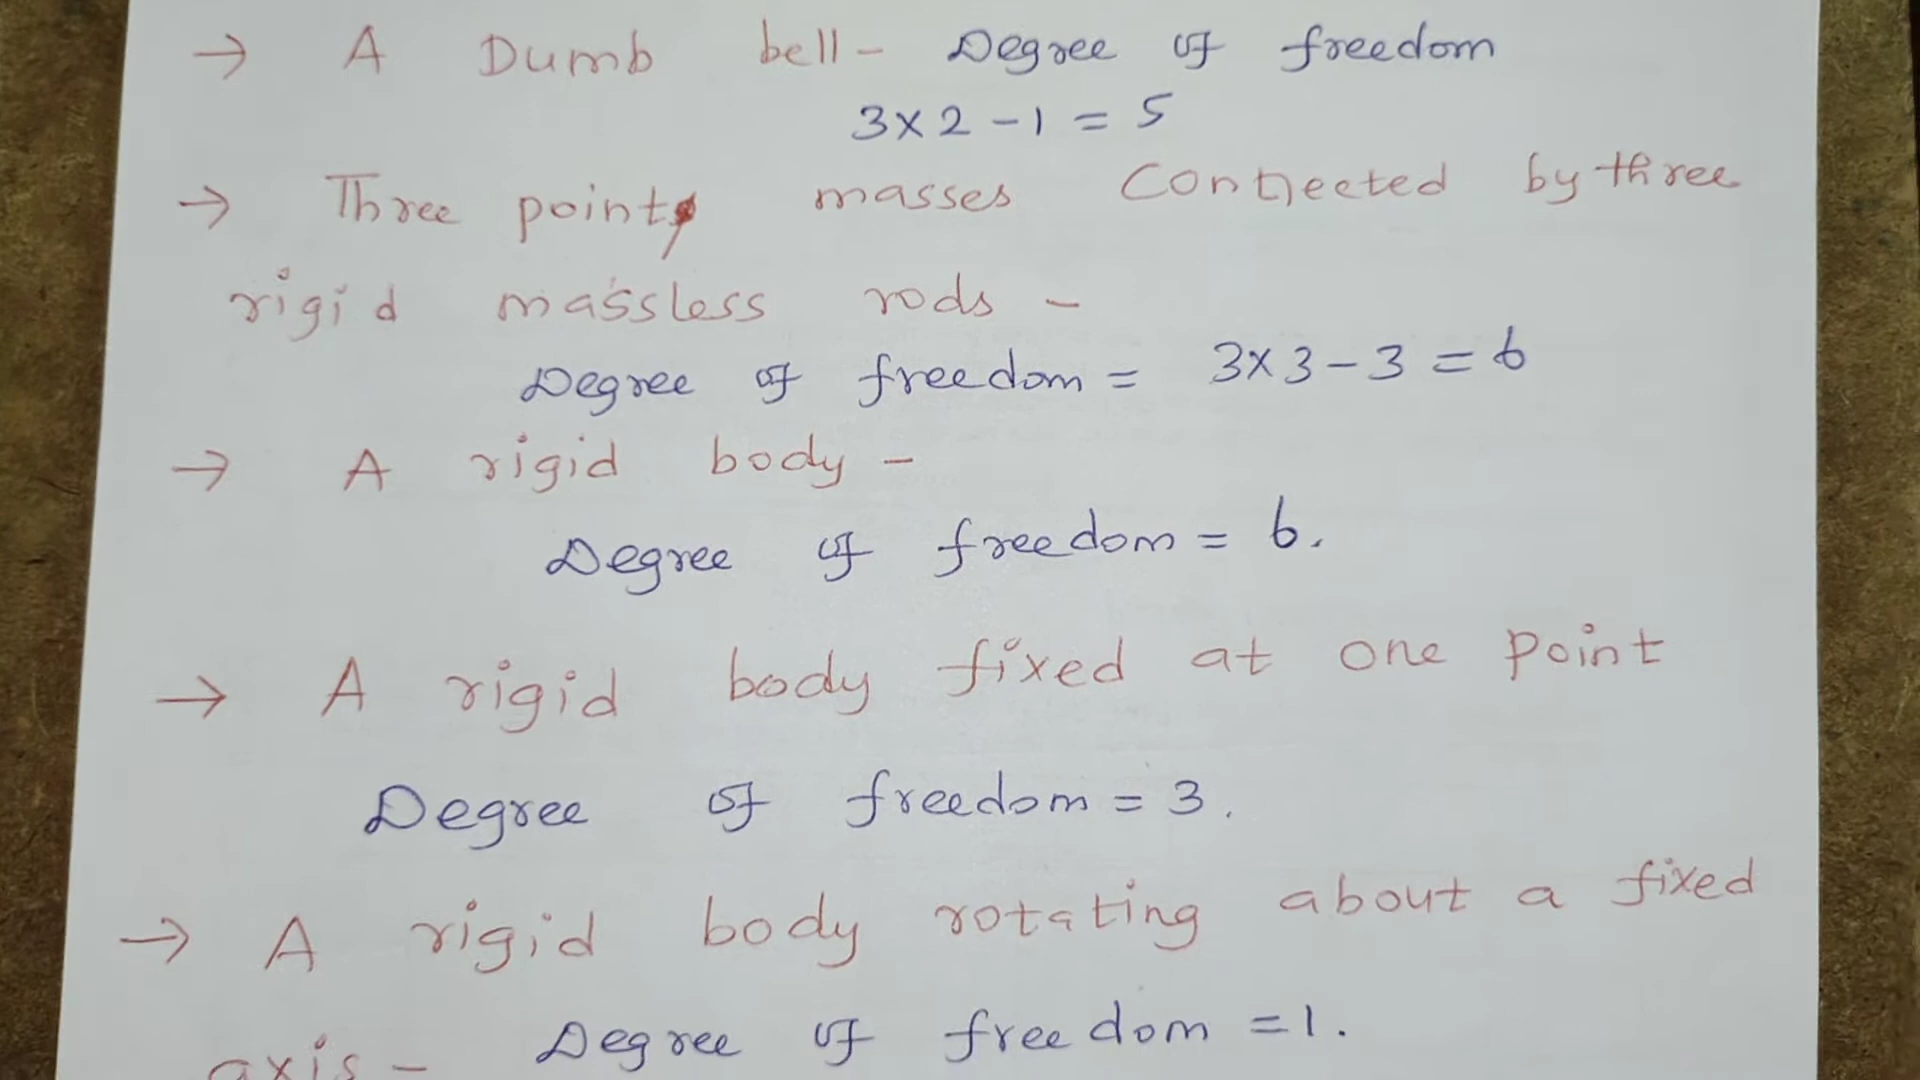 → A Dumb bell - Degree of freedom
3×2-1 = 5
→ Three point masses Connected by three
rigid massless rods -
Degree of freedom = 3×3-3 = 6
→ A rigid body -
Degree of freedom = 6.
→ A rigid body fixed at one point
Degree of freedom = 3.
→ A rigid body rotating about a fixed
axis - Degree of freedom = 1.